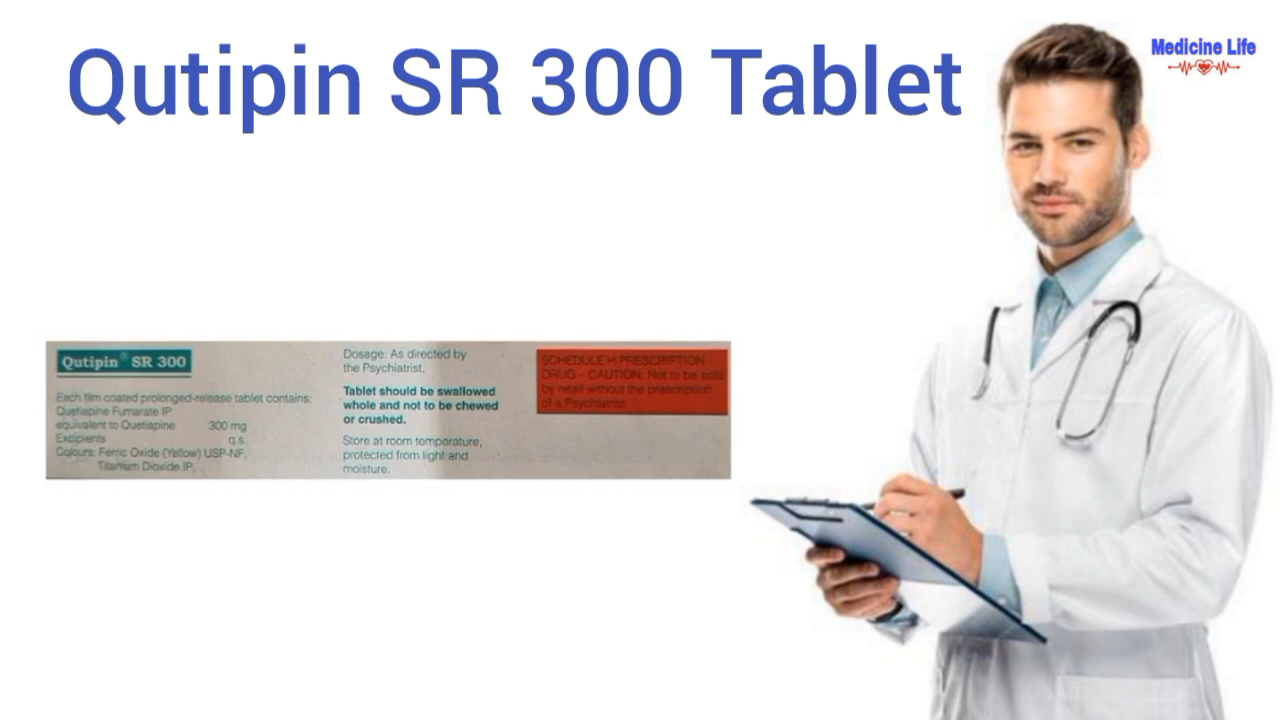 Qutipin SR 300 Tablet
Medicine Life
Qutipin® SR 300
Each film coated prolonged-release tablet contains:
Quetiapine Fumarate IP
equivalent to Quetiapine 300 mg
Excipients q.s.
Colours: Ferric Oxide (Yellow) USP-NF,
Titanium Dioxide IP.
Dosage: As directed by
the Psychiatrist.
Tablet should be swallowed
whole and not to be chewed
or crushed.
Store at room temperature,
protected from light and
moisture.
SCHEDULE H PRESCRIPTION
DRUG - CAUTION: Not to be sold
by retail without the prescription
of a Psychiatrist.